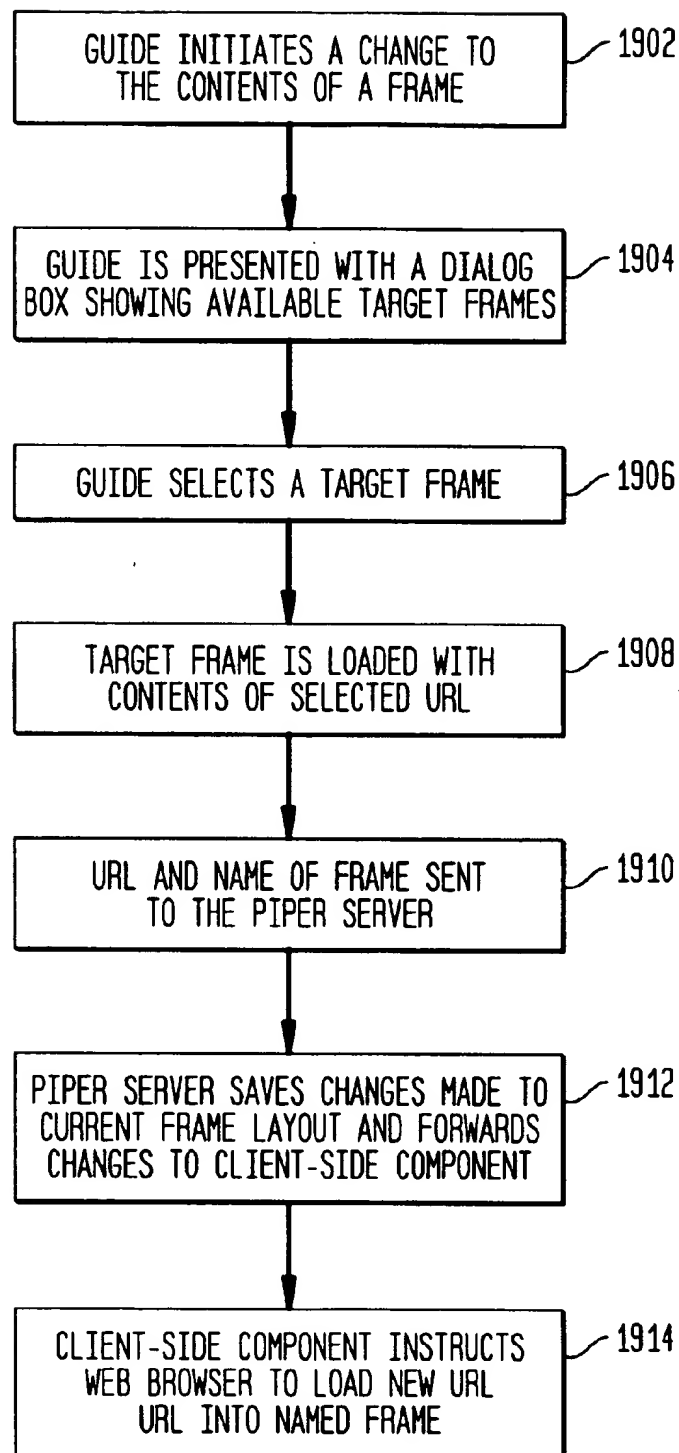 GUIDE INITIATES A CHANGE TO
THE CONTENTS OF A FRAME
1902
GUIDE IS PRESENTED WITH A DIALOG
BOX SHOWING AVAILABLE TARGET FRAMES
1904
GUIDE SELECTS A TARGET FRAME
1906
TARGET FRAME IS LOADED WITH
CONTENTS OF SELECTED URL
1908
URL AND NAME OF FRAME SENT
TO THE PIPER SERVER
1910
PIPER SERVER SAVES CHANGES MADE TO
CURRENT FRAME LAYOUT AND FORWARDS
CHANGES TO CLIENT-SIDE COMPONENT
1912
CLIENT-SIDE COMPONENT INSTRUCTS
WEB BROWSER TO LOAD NEW URL
URL INTO NAMED FRAME
1914